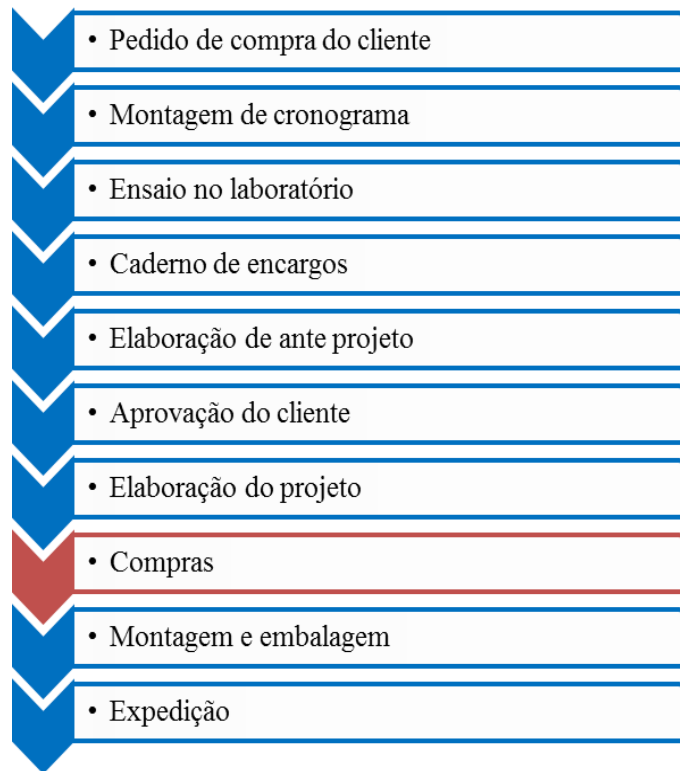 • Pedido de compra do cliente
• Montagem de cronograma
• Ensaio no laboratório
• Caderno de encargos
• Elaboração de ante projeto
• Aprovação do cliente
• Elaboração do projeto
• Compras
• Montagem e embalagem
• Expedição